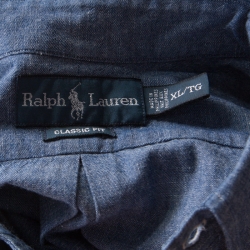 Ralph Lauren
CLASSIC FIT
XL/TG